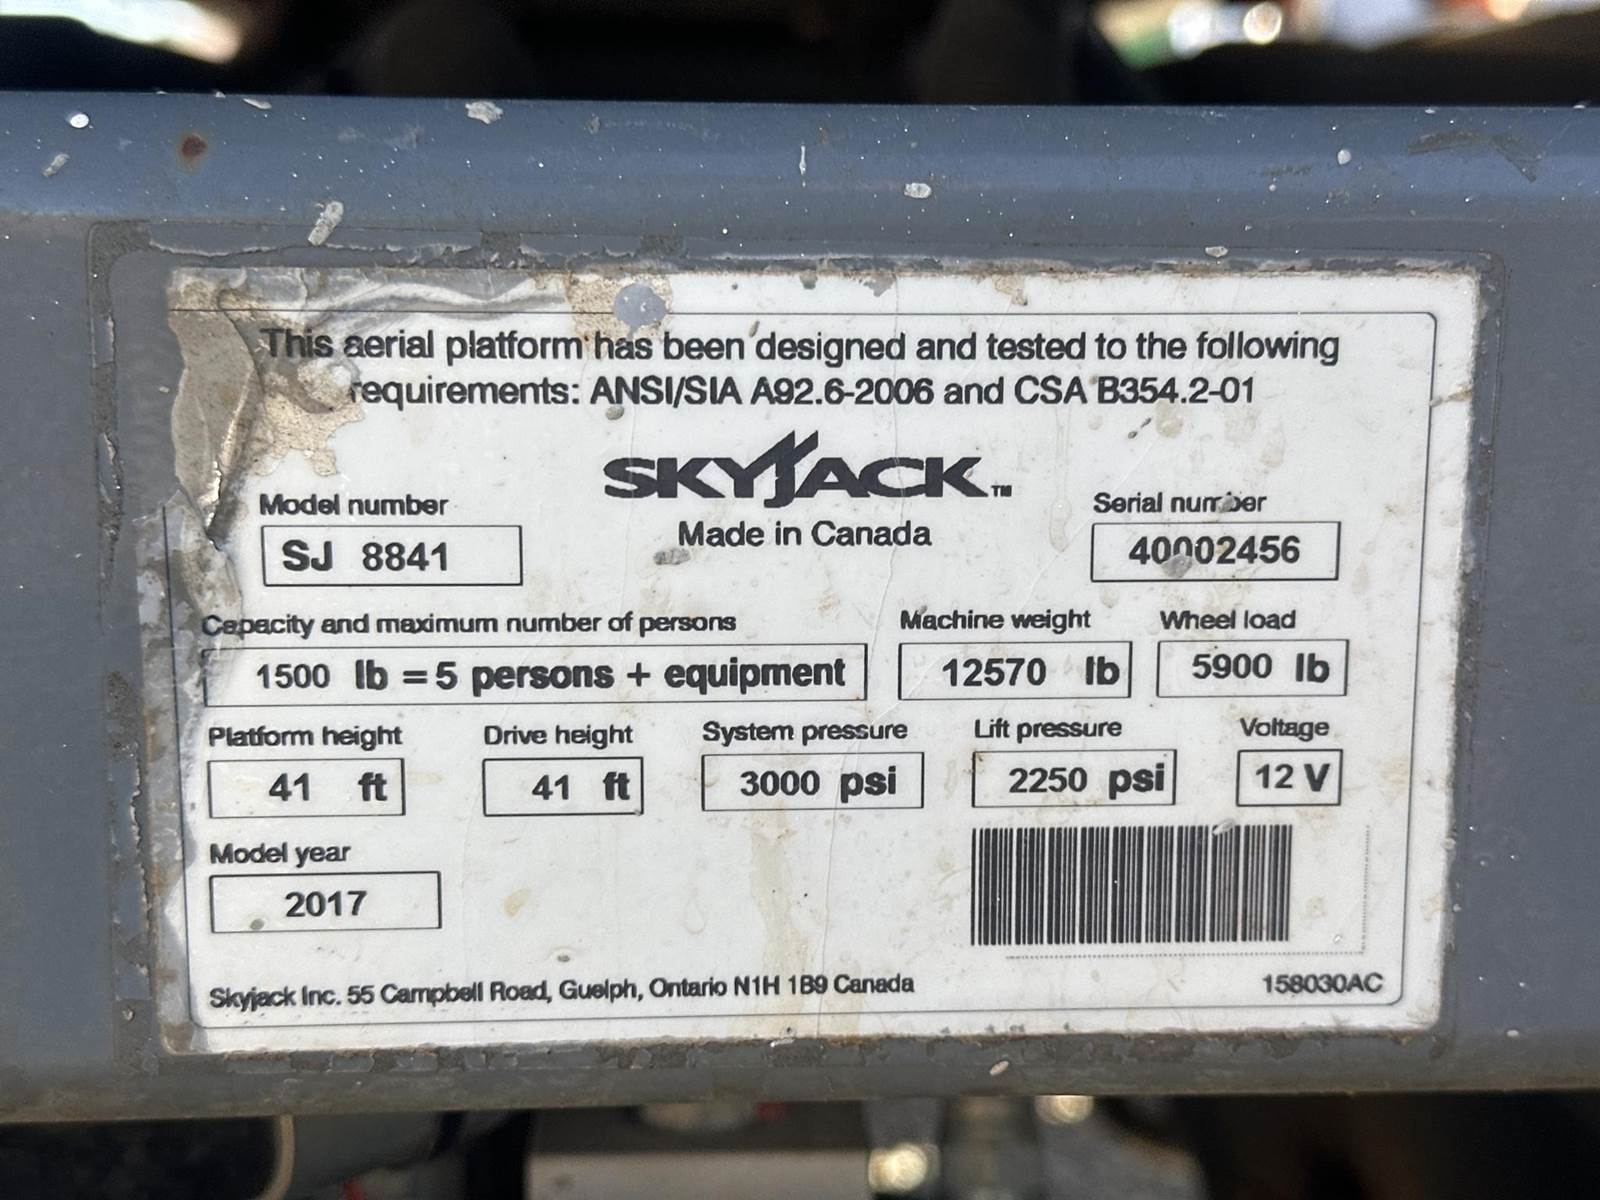 This aerial platform has been designed and tested to the following
requirements: ANSI/SIA A92.6-2006 and CSA B354.2-01
SKYJACK™
Made in Canada
Model number
SJ 8841
Serial number
40002456
Capacity and maximum number of persons
1500 lb = 5 persons + equipment
Machine weight
12570 lb
Wheel load
5900 lb
Platform height
41 ft
Drive height
41 ft
System pressure
3000 psi
Lift pressure
2250 psi
Voltage
12 V
Model year
2017
Skyjack Inc. 55 Campbell Road, Guelph, Ontario N1H 1B9 Canada
158030AC